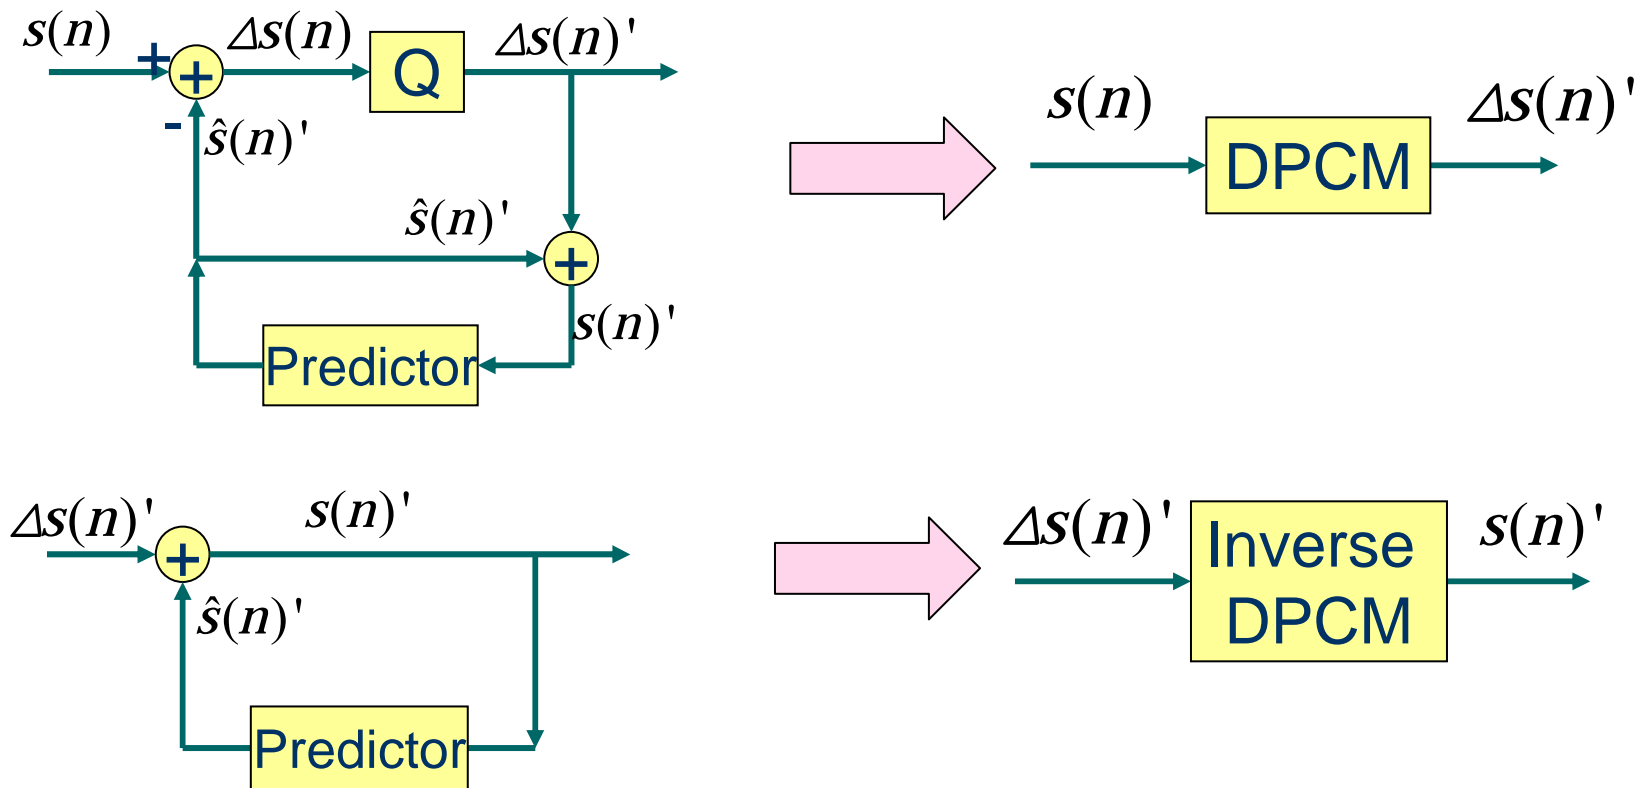 s(n)
+
Δs(n)
Q
Δs(n)'
+
-
ŝ(n)'
ŝ(n)'
+
s(n)'
Predictor
s(n)
DPCM
Δs(n)'
Δs(n)'
+
s(n)'
ŝ(n)'
Predictor
Δs(n)'
Inverse
DPCM
s(n)'